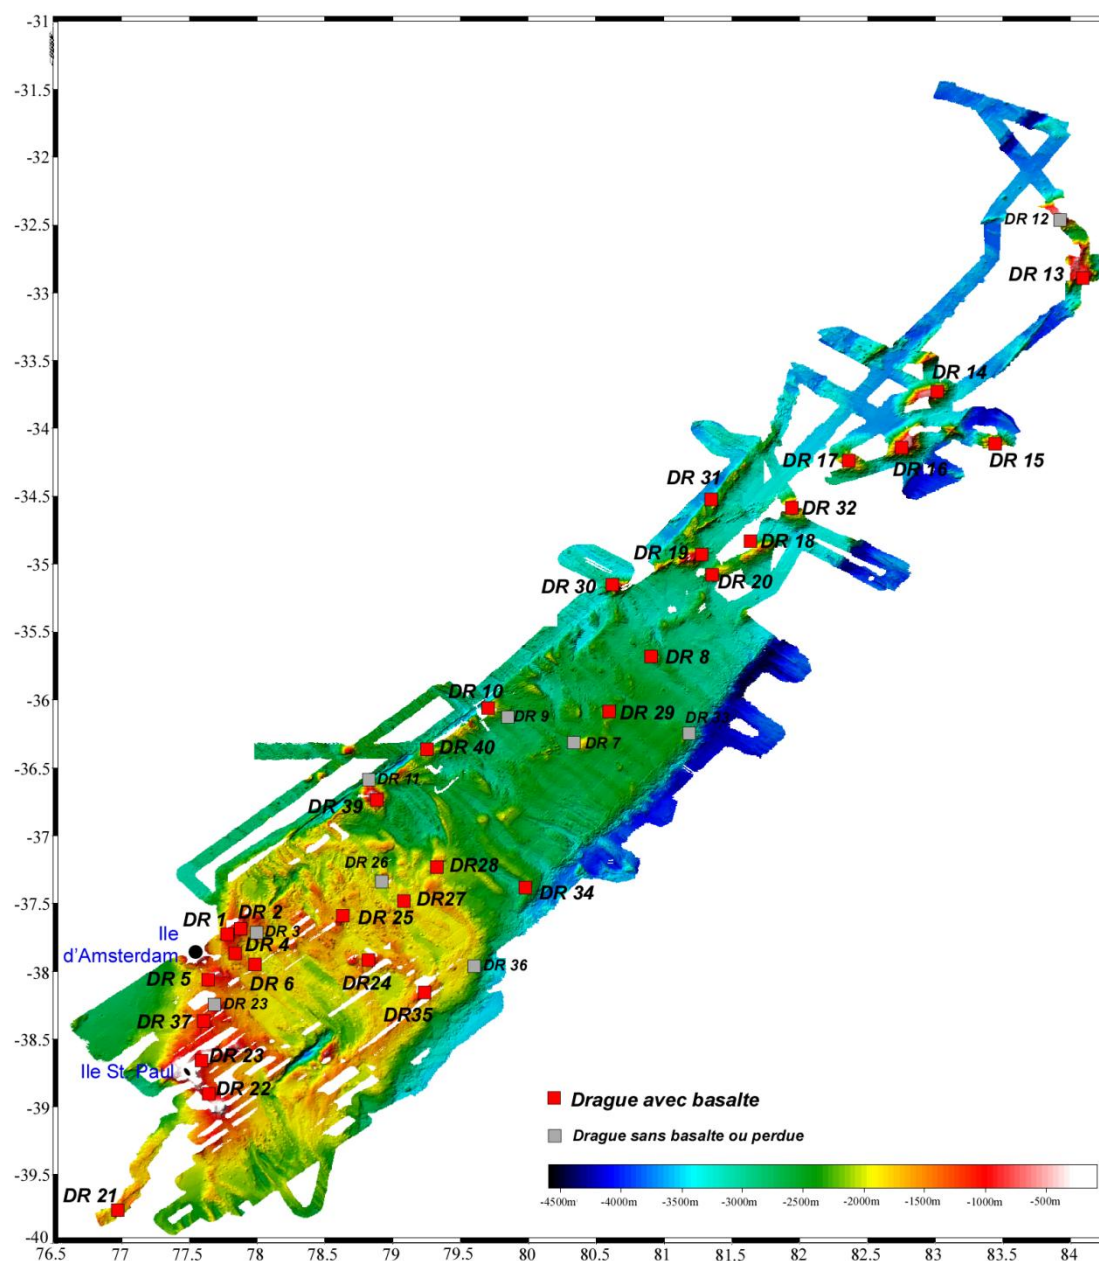 -31
-31.5
-32
DR 12
-32.5
DR 13
-33
-33.5
DR 14
-34
DR 17
DR 16
DR 15
DR 31
-34.5
DR 32
DR 19
DR 18
-35
DR 20
DR 30
-35.5
DR 8
-36
DR 10
DR 9
DR 29
DR 33
DR 7
DR 40
-36.5
DR 11
DR 39
-37
DR 26
DR28
DR27
DR 34
-37.5
DR 1
DR 2
DR 25
DR 3
Ile
d'Amsterdam
DR 4
-38
DR 5
DR 6
DR24
DR 36
DR 23
DR35
DR 37
-38.5
Ile St. Paul
DR 23
DR 22
-39
Drague avec basalte
Drague sans basalte ou perdue
-39.5
DR 21
-4500m -4000m -3500m -3000m -2500m -2000m -1500m -1000m -500m
-40
76.5 77 77.5 78 78.5 79 79.5 80 80.5 81 81.5 82 82.5 83 83.5 84